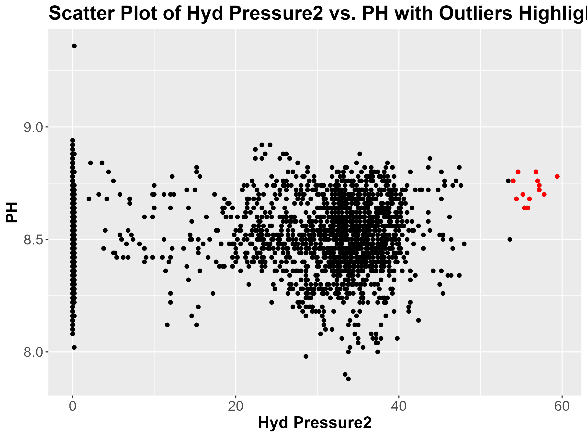 Scatter Plot of Hyd Pressure2 vs. PH with Outliers Highlig
9.0
8.5
8.0
PH
0 20 40 60
Hyd Pressure2